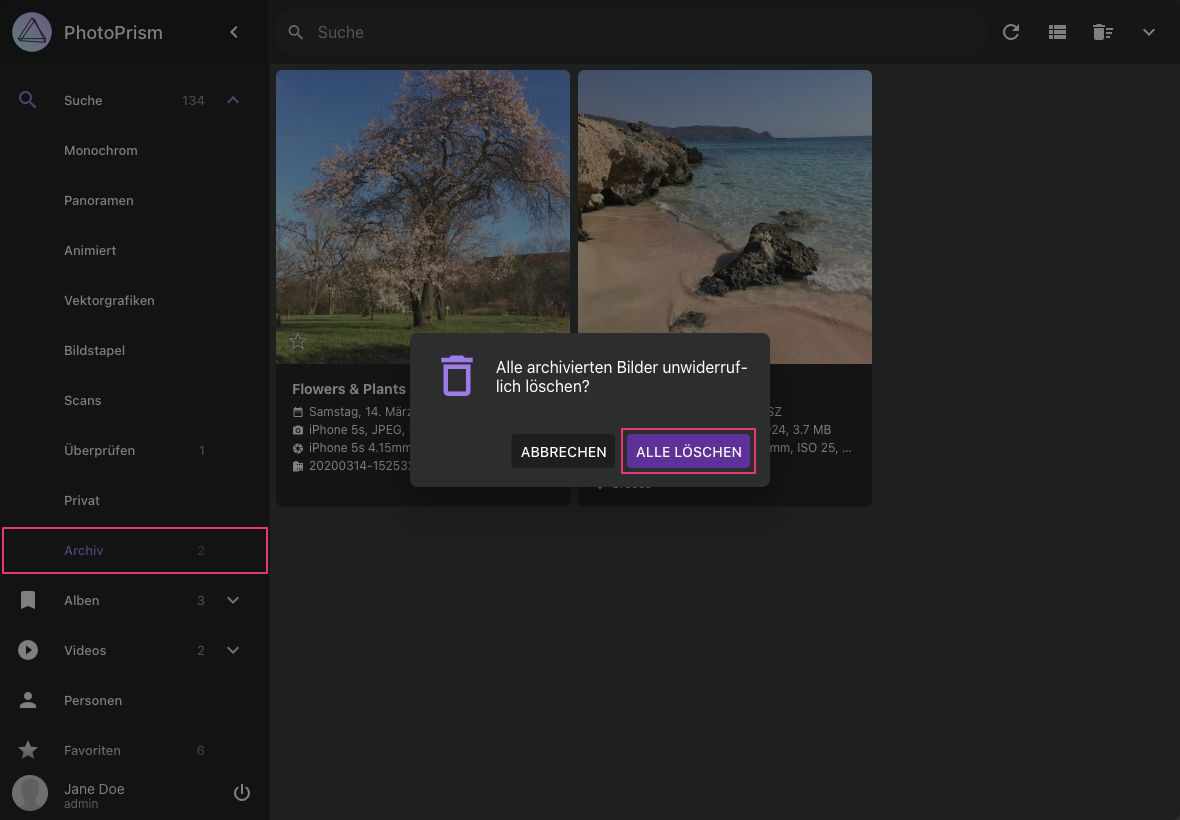 PhotoPrism
Suche
Suche 134
Monochrom
Panoramen
Animiert
Vektorgrafiken
Bildstapel
Scans
Überprüfen 1
Privat
Archiv 2
Alben 3
Videos 2
Personen
Favoriten 6
Jane Doe
admin
Flowers & Plants
Samstag, 14. März
iPhone 5s, JPEG,
iPhone 5s 4.15mm
20200314-15253
SZ
24, 3.7 MB
mm, ISO 25, ...
Alle archivierten Bilder unwiderruf-
lich löschen?
ABBRECHEN
ALLE LÖSCHEN